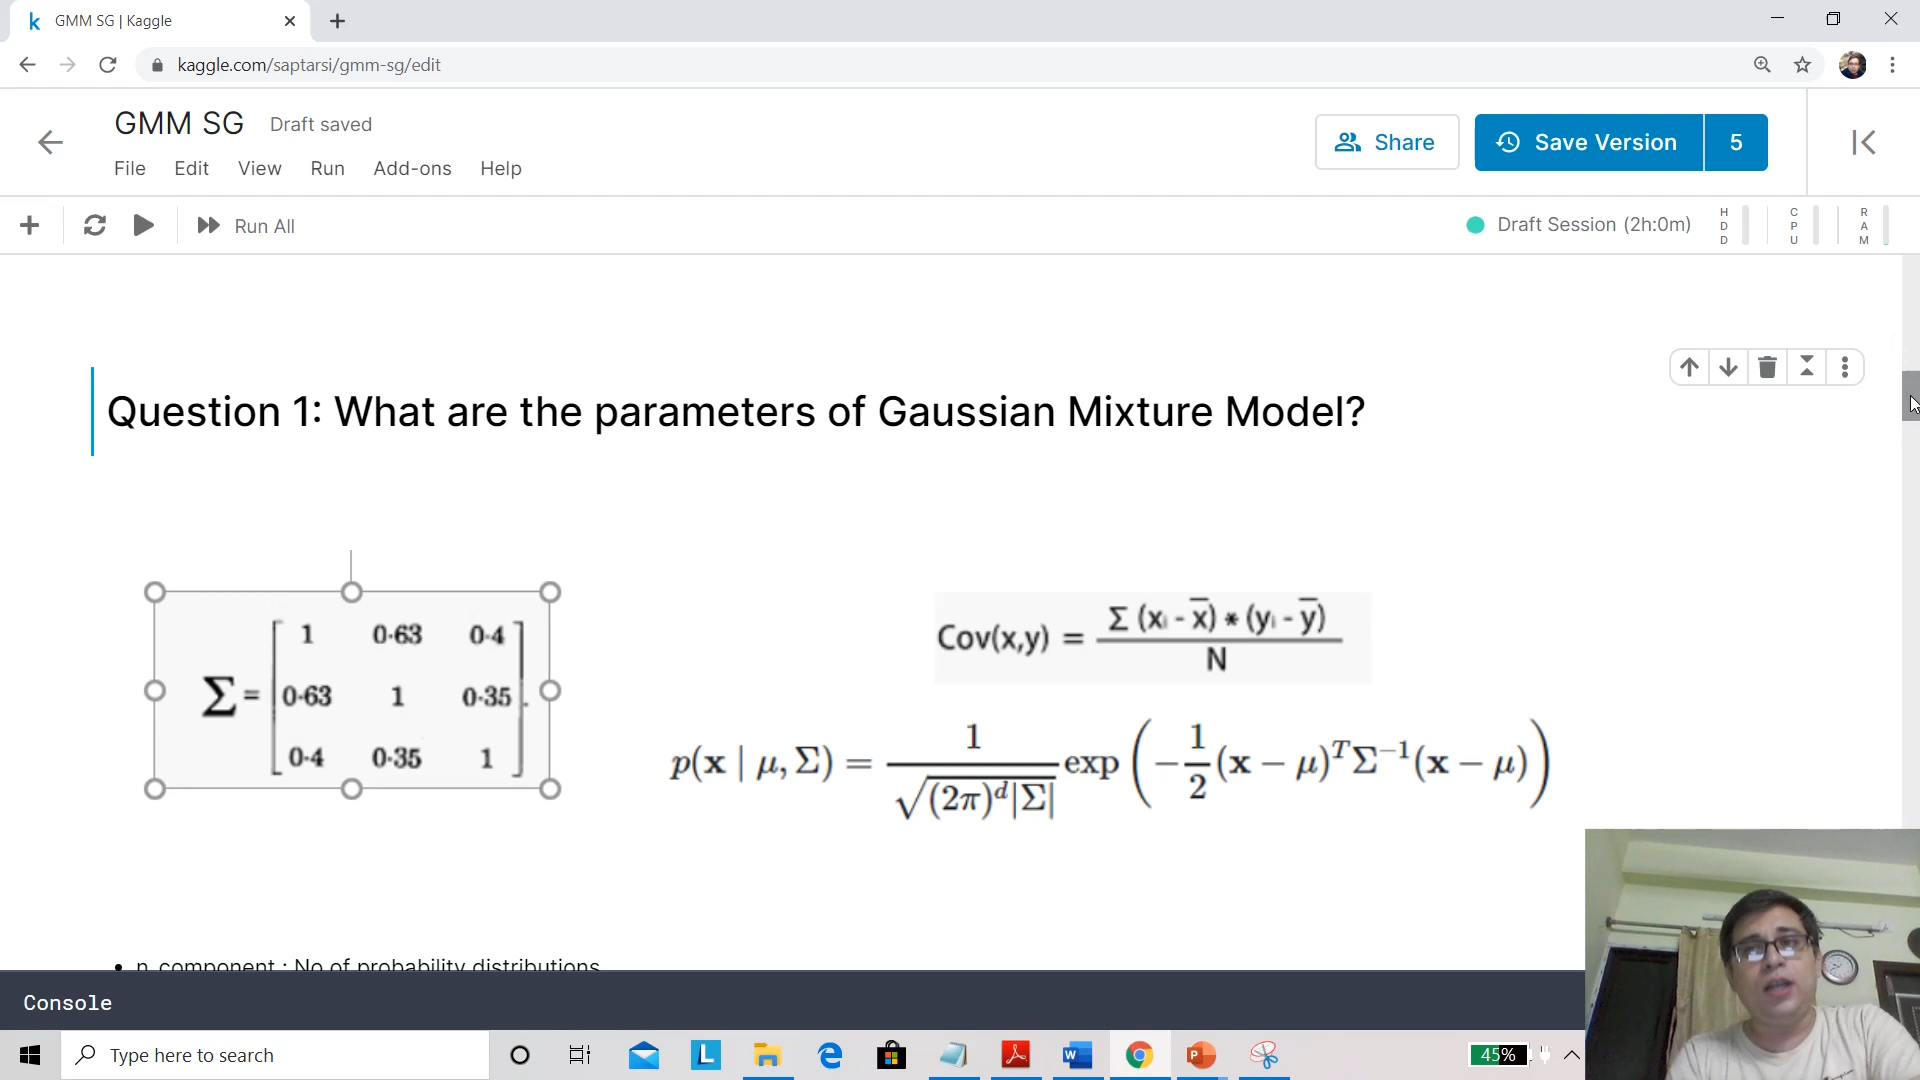 GMM SG | Kaggle
kaggle.com/saptarsi/gmm-sg/edit
GMM SG Draft saved
File Edit View Run Add-ons Help
Share
Save Version 5
Run All
Draft Session (2h:0m)
HDD
CPU
RAM
Question 1: What are the parameters of Gaussian Mixture Model?
Σ = [ 1 0·63 0·4
0·63 1 0·35
0·4 0·35 1 ].
Cov(x,y) = Σ (xᵢ - x̅) * (yᵢ - y̅) / N
p(x | μ, Σ) = 1 / √(2π)ᵈ|Σ| exp ( −1/2 (x − μ)ᵀ Σ⁻¹ (x − μ) )
• n_component : No of probability distributions
Console
Type here to search
45%